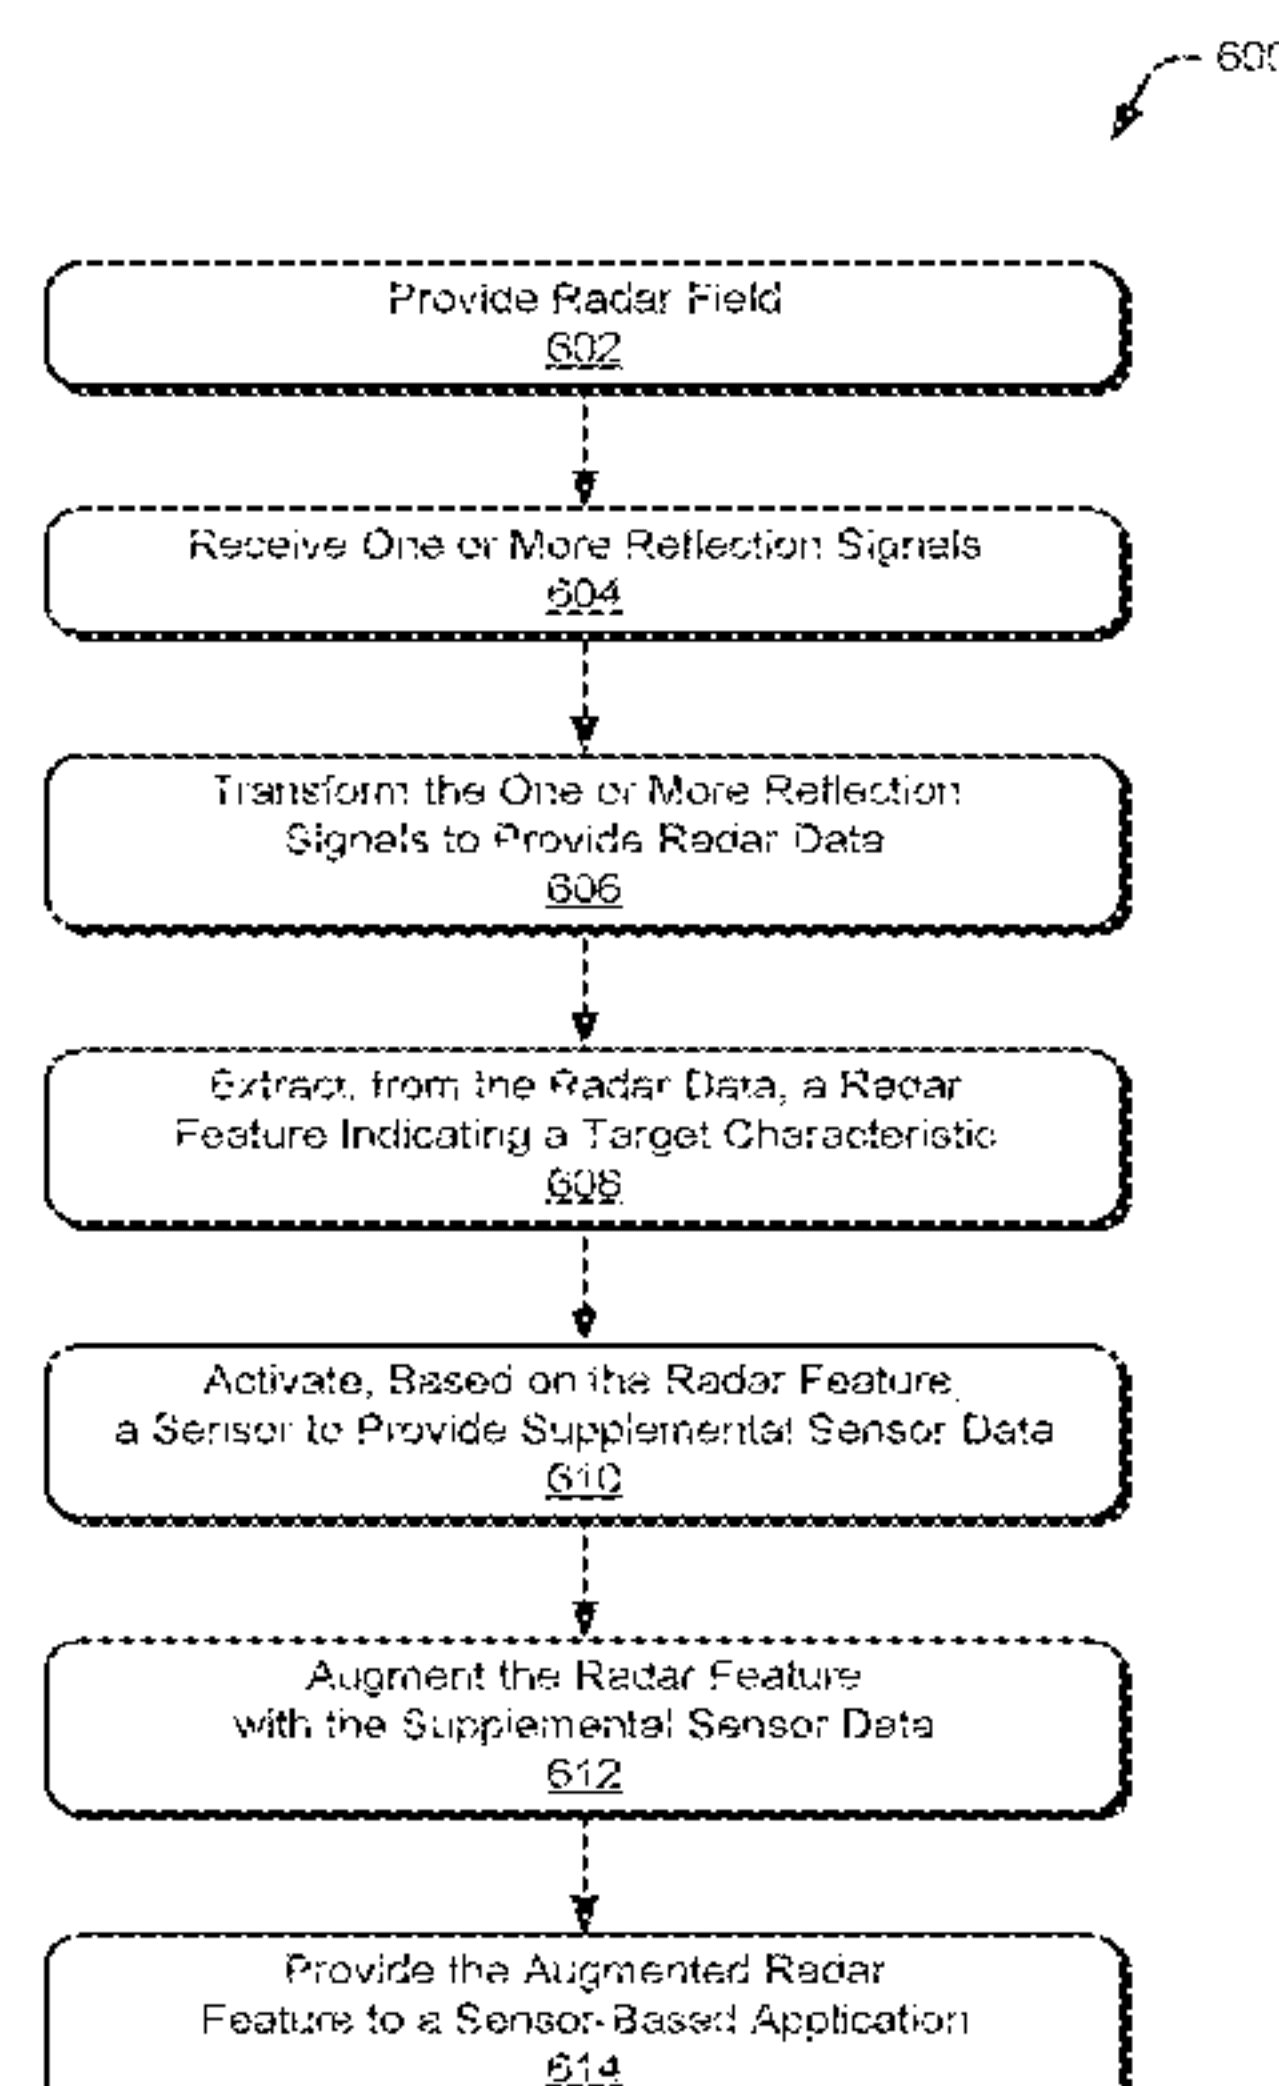 600
Provide Radar Field
602
Receive One or More Reflection Signals
604
Transform the One or More Reflection
Signals to Provide Radar Data
606
Extract, from the Radar Data, a Radar
Feature Indicating a Target Characteristic
608
Activate, Based on the Radar Feature,
a Sensor to Provide Supplemental Sensor Data
610
Augment the Radar Feature
with the Supplemental Sensor Data
612
Provide the Augmented Radar
Feature to a Sensor-Based Application
614